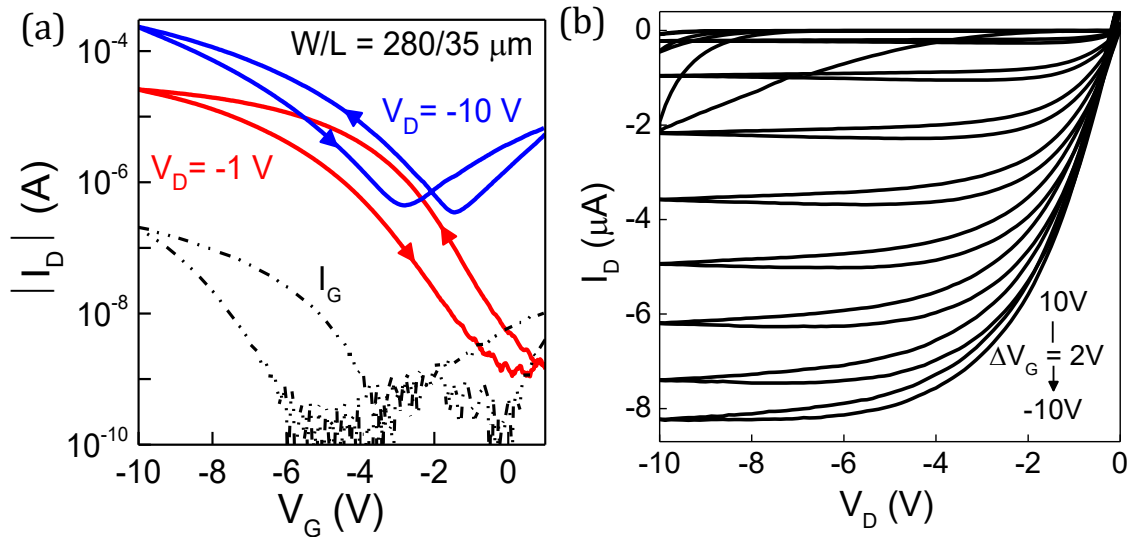 (a)
W/L = 280/35 μm
V_D= -10 V
V_D= -1 V
I_G
10^-4
10^-6
10^-8
10^-10
| I_D | (A)
-10 -8 -6 -4 -2 0
V_G (V)
(b)
0
-2
-4
-6
-8
I_D (μA)
10V
ΔV_G = 2V
-10V
-10 -8 -6 -4 -2 0
V_D (V)